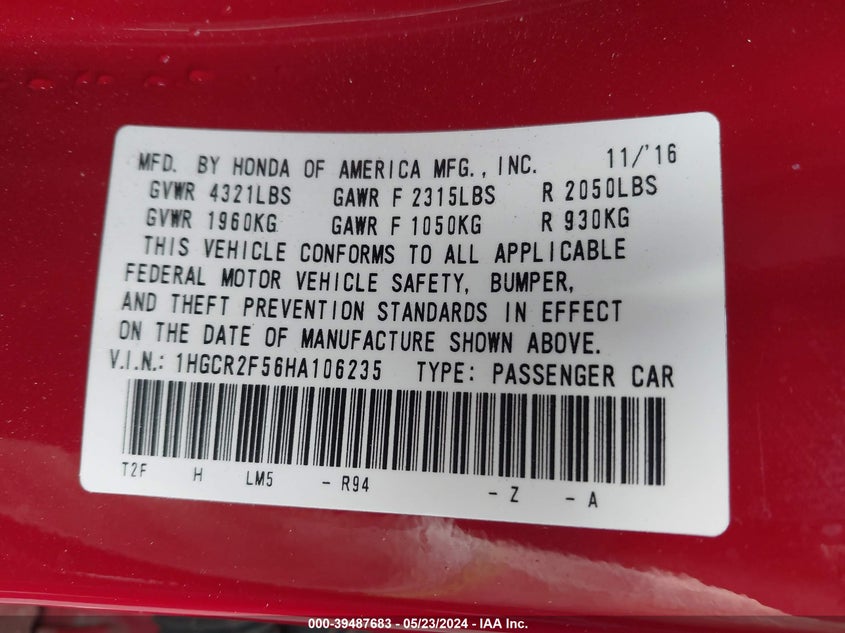 MFD. BY HONDA OF AMERICA MFG., INC. 11/'16
GVWR 4321LBS GAWR F 2315LBS R 2050LBS
GVWR 1960KG GAWR F 1050KG R 930KG
THIS VEHICLE CONFORMS TO ALL APPLICABLE
FEDERAL MOTOR VEHICLE SAFETY, BUMPER,
AND THEFT PREVENTION STANDARDS IN EFFECT
ON THE DATE OF MANUFACTURE SHOWN ABOVE.
V.I.N.: 1HGCR2F56HA106235 TYPE: PASSENGER CAR
T2F H LM5 - R94 - Z - A
000-39487683 - 05/23/2024 - IAA Inc.